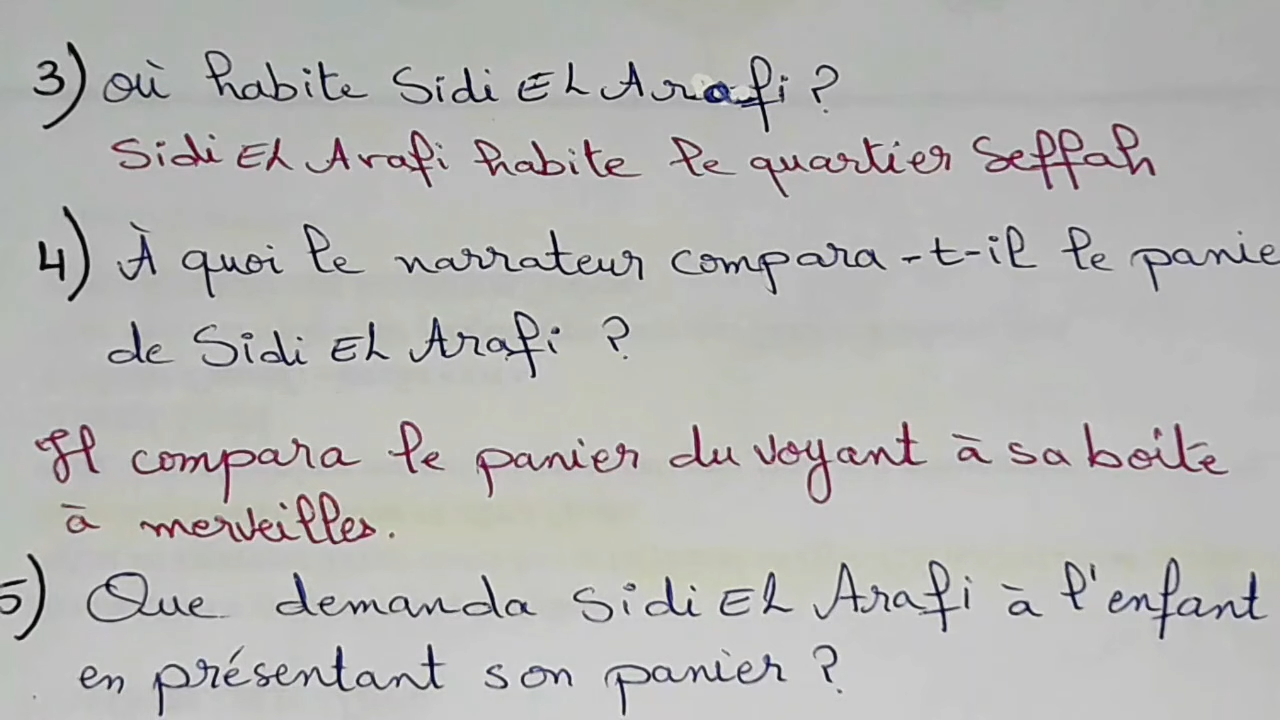 3) où habite Sidi EL Arafi ?
Sidi EL Arafi habite le quartier Seffah
4) À quoi le narrateur compara-t-il le panie
de Sidi EL Arafi ?
Il compara le panier du voyant à sa boite
à merveilles.
5) Que demanda Sidi EL Arafi à l'enfant
en présentant son panier ?